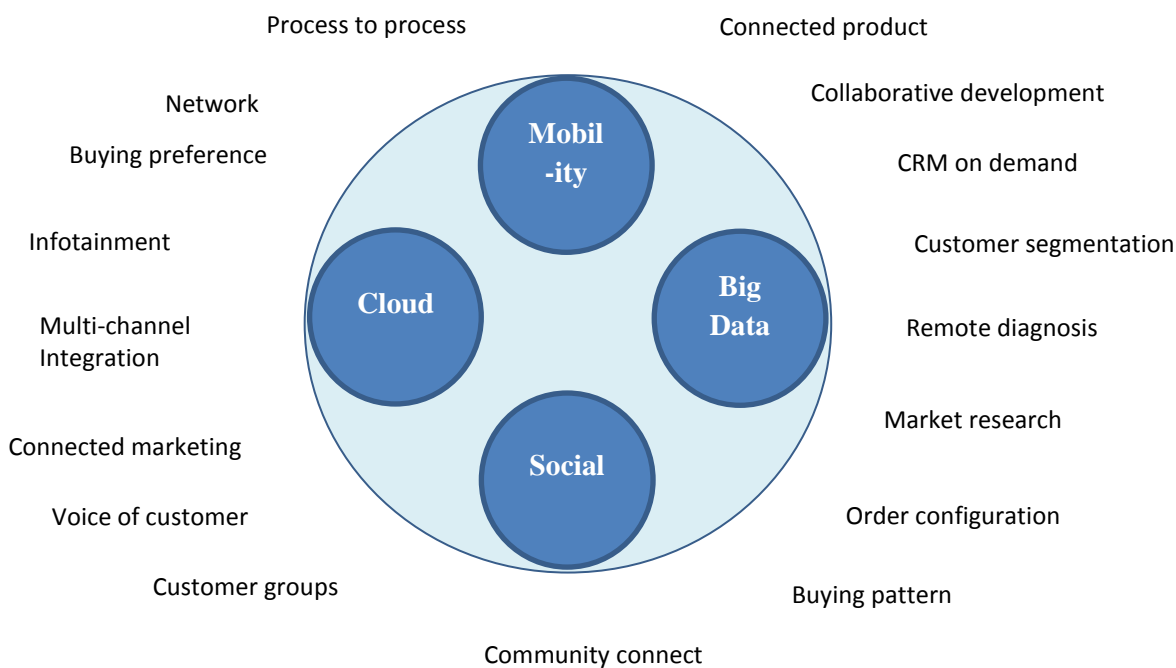 Process to process
Connected product
Network
Collaborative development
Mobil
-ity
Buying preference
CRM on demand
Infotainment
Customer segmentation
Cloud
Big
Data
Multi-channel
Integration
Remote diagnosis
Connected marketing
Market research
Social
Voice of customer
Order configuration
Customer groups
Buying pattern
Community connect